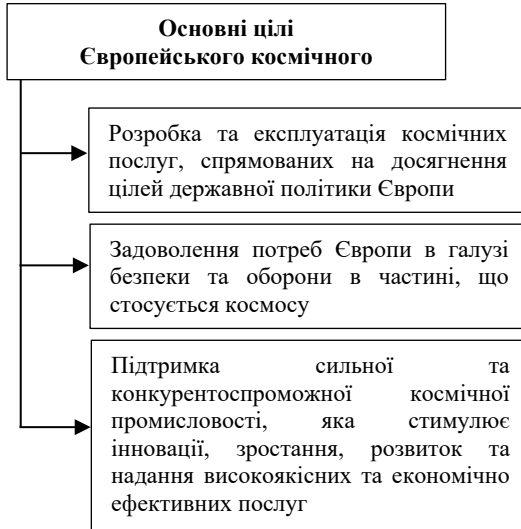 Основні цілі
Європейського космічного
Розробка та експлуатація космічних
послуг, спрямованих на досягнення
цілей державної політики Європи
Задоволення потреб Європи в галузі
безпеки та оборони в частині, що
стосується космосу
Підтримка сильної та
конкурентоспроможної космічної
промисловості, яка стимулює
інновації, зростання, розвиток та
надання високоякісних та економічно
ефективних послуг